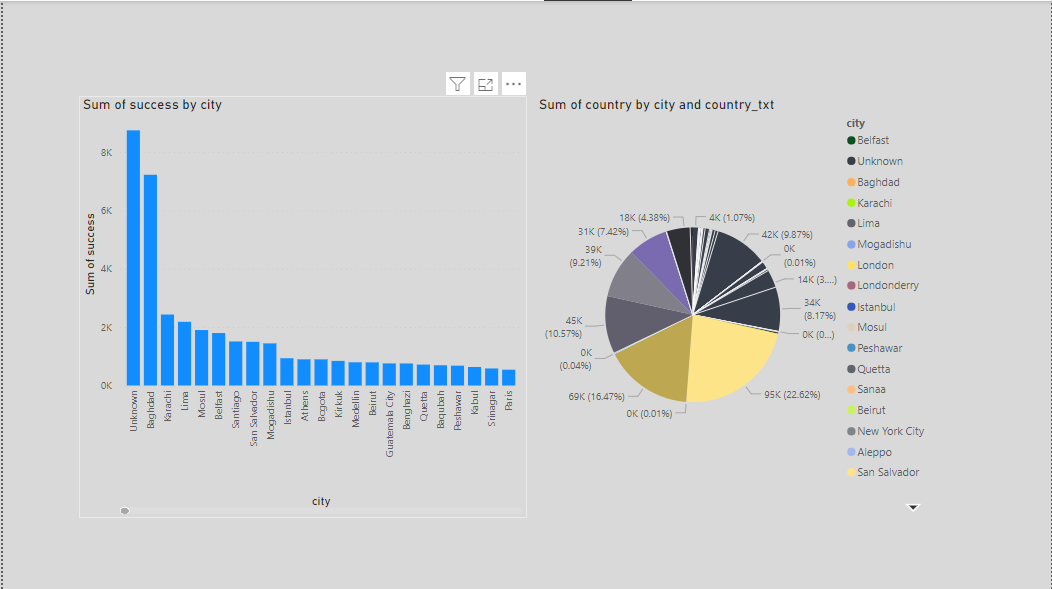 Sum of success by city
Sum of success
8K
6K
4K
2K
0K
Unknown
Baghdad
Karachi
Lima
Mosul
Belfast
Santiago
San Salvador
Mogadishu
Istanbul
Athens
Bogota
Kirkuk
Medellin
Beirut
Guatemala City
Benghazi
Quetta
Baqubah
Peshawar
Kabul
Srinagar
Paris
city
Sum of country by city and country_txt
18K (4.38%)
4K (1.07%)
31K (7.42%)
42K (9.87%)
39K
(9.21%)
0K
(0.01%)
14K (3....)
34K
(8.17%)
45K
(10.57%)
0K (0...)
0K
(0.04%)
69K (16.47%)
95K (22.62%)
0K (0.01%)
city
Belfast
Unknown
Baghdad
Karachi
Lima
Mogadishu
London
Londonderry
Istanbul
Mosul
Peshawar
Quetta
Sanaa
Beirut
New York City
Aleppo
San Salvador